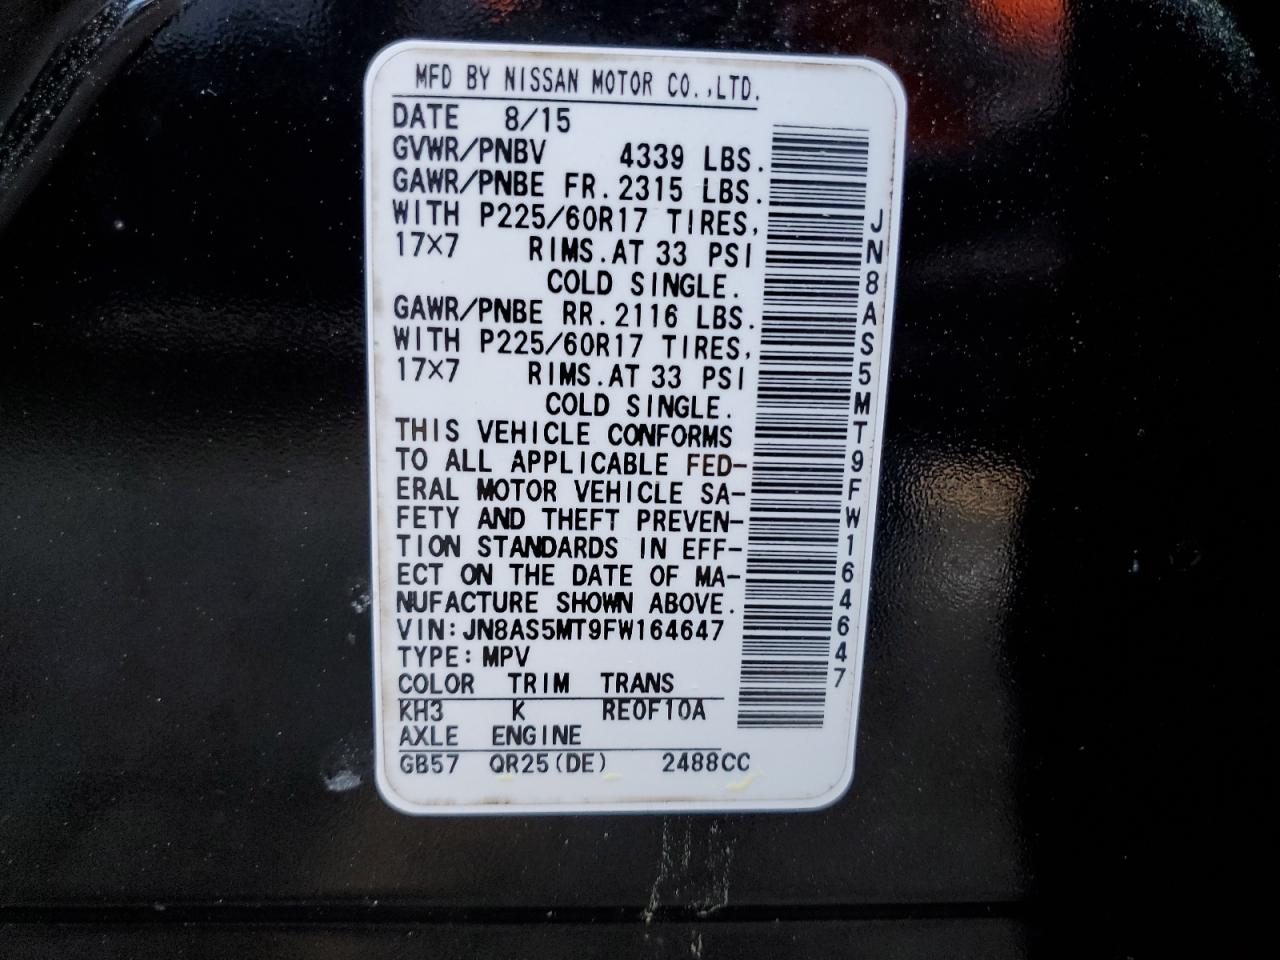 MFD BY NISSAN MOTOR CO.,LTD.
DATE 8/15
GVWR/PNBV 4339 LBS.
GAWR/PNBE FR.2315 LBS.
WITH P225/60R17 TIRES,
17×7 RIMS.AT 33 PSI
COLD SINGLE.
GAWR/PNBE RR.2116 LBS.
WITH P225/60R17 TIRES,
17×7 RIMS.AT 33 PSI
COLD SINGLE.
THIS VEHICLE CONFORMS
TO ALL APPLICABLE FED-
ERAL MOTOR VEHICLE SA-
FETY AND THEFT PREVEN-
TION STANDARDS IN EFF-
ECT ON THE DATE OF MA-
NUFACTURE SHOWN ABOVE.
VIN:JN8AS5MT9FW164647
TYPE:MPV
COLOR TRIM TRANS
KH3 K RE0F10A
AXLE ENGINE
GB57 QR25(DE) 2488CC
JN8AS5MT9FW164647